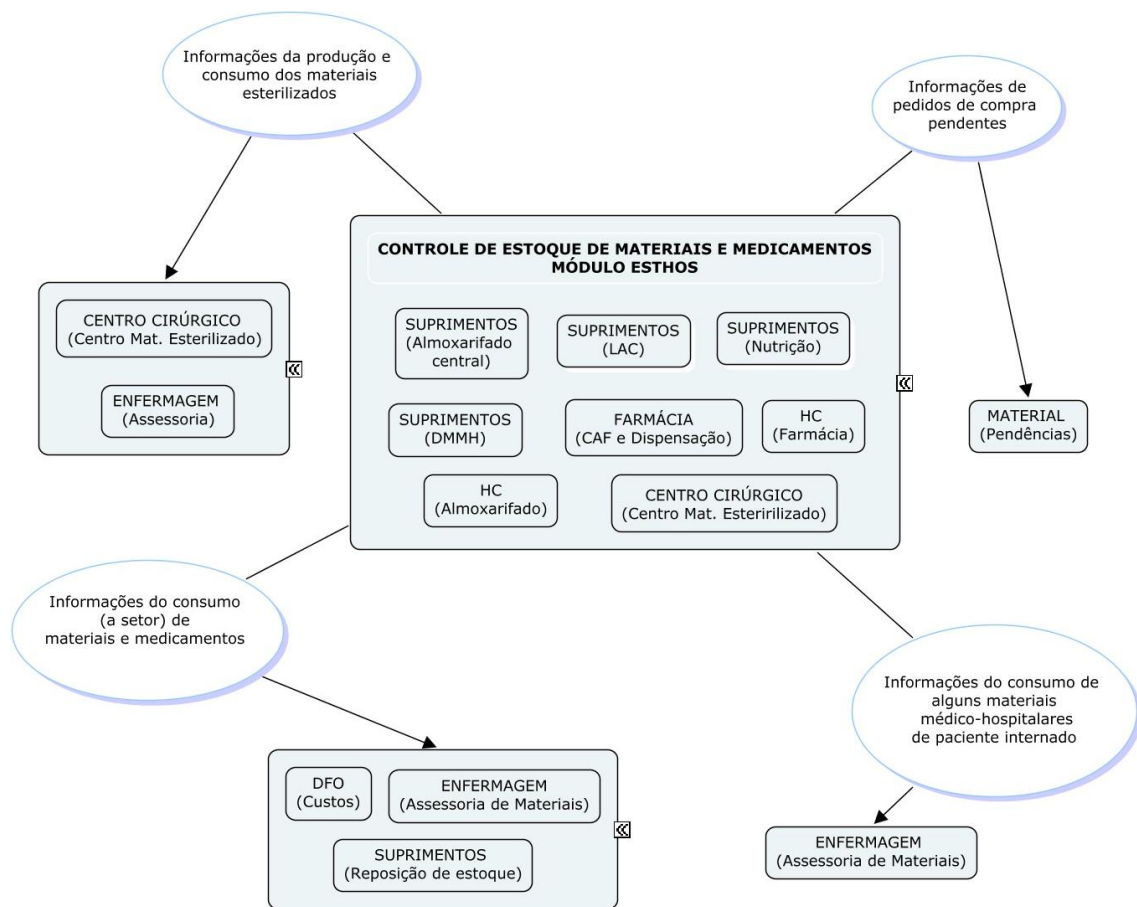 Informações da produção e
consumo dos materiais
esterilizados
Informações de
pedidos de compra
pendentes
CONTROLE DE ESTOQUE DE MATERIAIS E MEDICAMENTOS
MÓDULO ESTHOS
SUPRIMENTOS
(Almoxarifado
central)
SUPRIMENTOS
(LAC)
SUPRIMENTOS
(Nutrição)
SUPRIMENTOS
(DMMH)
FARMÁCIA
(CAF e Dispensação)
HC
(Farmácia)
HC
(Almoxarifado)
CENTRO CIRÚRGICO
(Centro Mat. Esteririlizado)
CENTRO CIRÚRGICO
(Centro Mat. Esterilizado)
ENFERMAGEM
(Assessoria)
MATERIAL
(Pendências)
Informações do consumo
(a setor) de
materiais e medicamentos
Informações do consumo de
alguns materiais
médico-hospitalares
de paciente internado
DFO
(Custos)
ENFERMAGEM
(Assessoria de Materiais)
SUPRIMENTOS
(Reposição de estoque)
ENFERMAGEM
(Assessoria de Materiais)